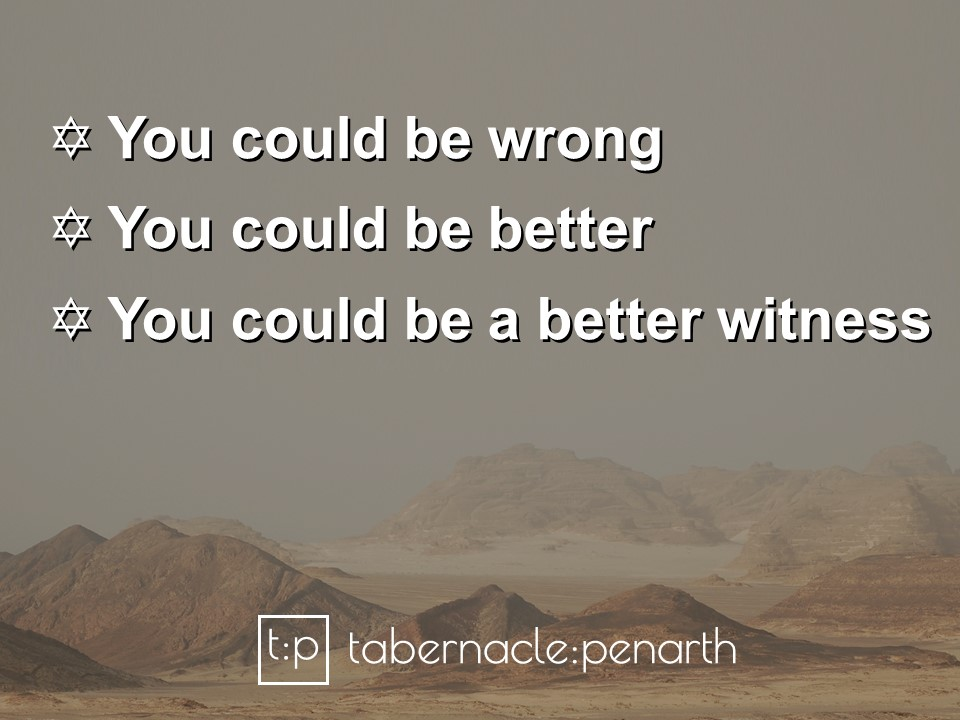 ✡ You could be wrong
✡ You could be better
✡ You could be a better witness
t:p tabernacle:penarth